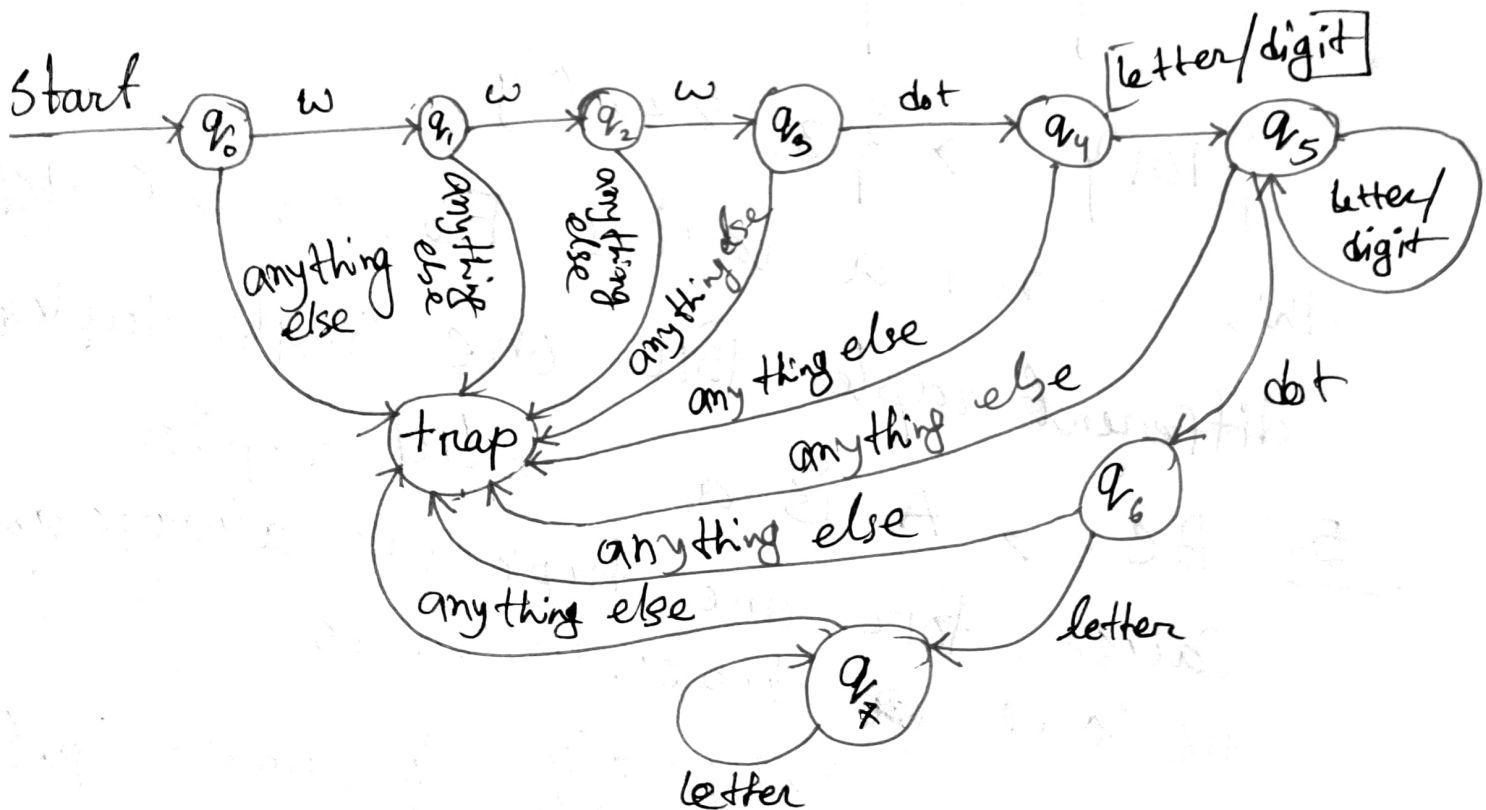 start
w
w
w
dot
letter/digit
q0
q1
q2
q3
q4
q5
letter/
digit
anything
else
anything
else
anything
else
anything else
anything else
anything else
dot
trap
q6
anything else
anything else
letter
q7
letter